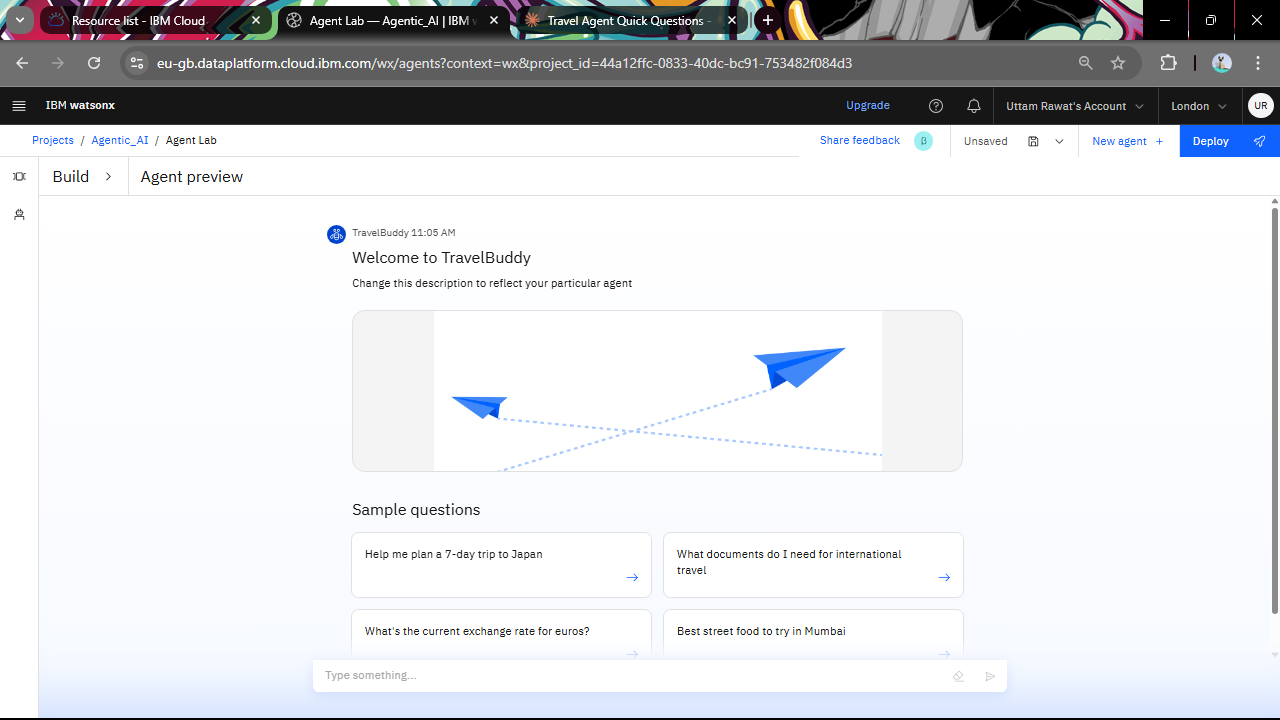 Resource list - IBM Cloud
Agent Lab — Agentic_AI | IBM w
Travel Agent Quick Questions -
eu-gb.dataplatform.cloud.ibm.com/wx/agents?context=wx&project_id=44a12ffc-0833-40dc-bc91-753482f084d3
IBM watsonx
Upgrade
Uttam Rawat's Account
London
UR
Projects / Agentic_AI / Agent Lab
Share feedback
β
Unsaved
New agent +
Deploy
Build
Agent preview
TravelBuddy 11:05 AM
Welcome to TravelBuddy
Change this description to reflect your particular agent
Sample questions
Help me plan a 7-day trip to Japan
What documents do I need for international
travel
What's the current exchange rate for euros?
Best street food to try in Mumbai
Type something...